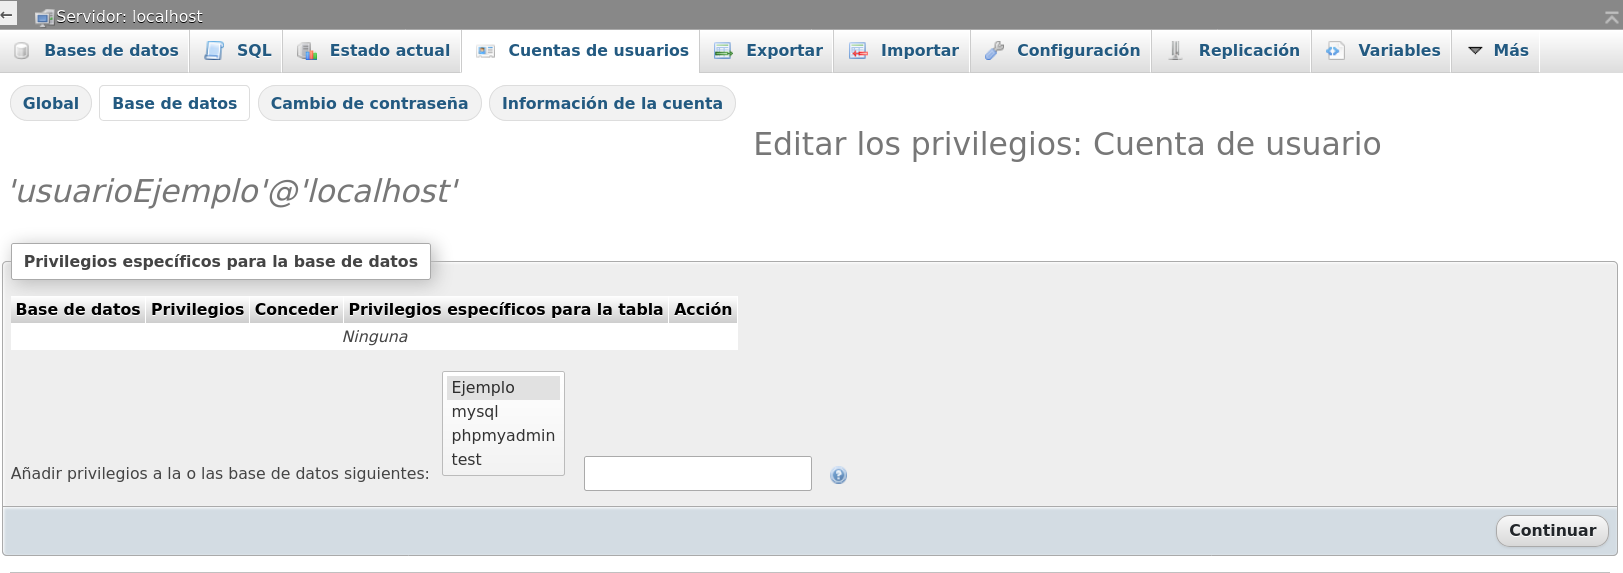 Servidor: localhost
Bases de datos SQL Estado actual Cuentas de usuarios Exportar Importar Configuración Replicación Variables Más
Global Base de datos Cambio de contraseña Información de la cuenta
Editar los privilegios: Cuenta de usuario
'usuarioEjemplo'@'localhost'
Privilegios específicos para la base de datos
Base de datos Privilegios Conceder Privilegios específicos para la tabla Acción
Ninguna
Ejemplo
mysql
phpmyadmin
test
Añadir privilegios a la o las base de datos siguientes:
Continuar